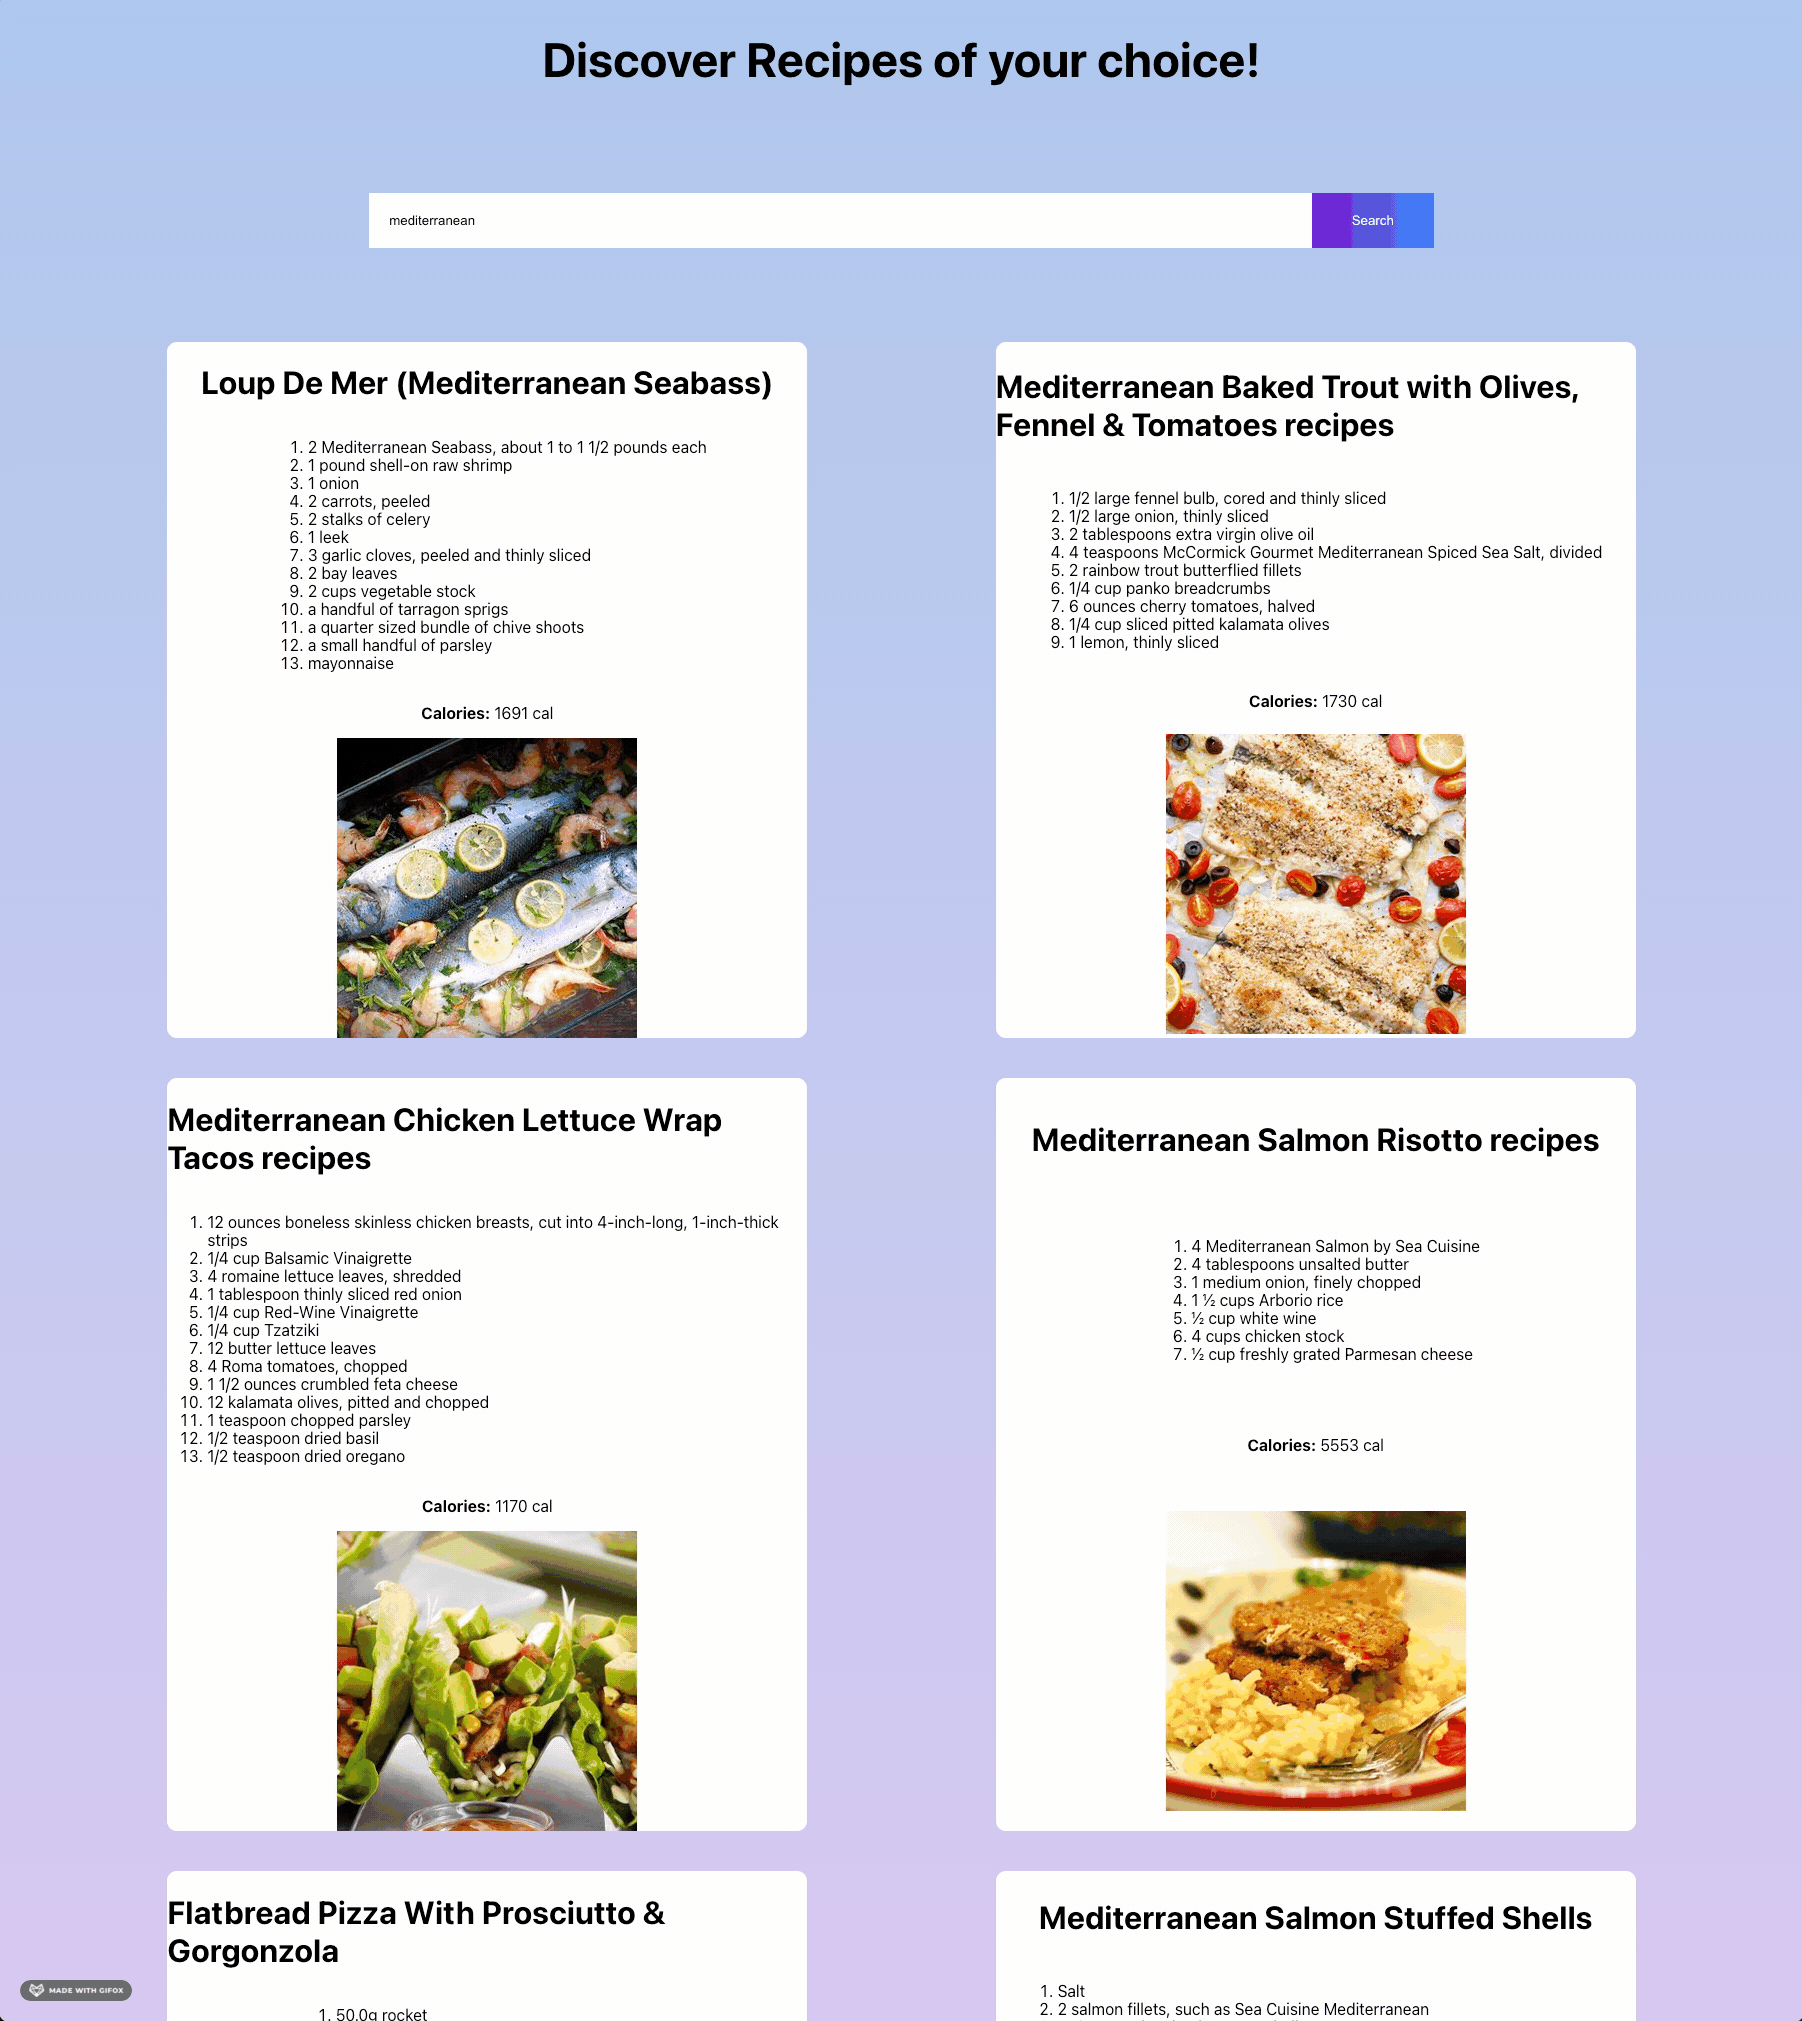 Discover Recipes of your choice!
mediterranean
Search
Loup De Mer (Mediterranean Seabass)
1. 2 Mediterranean Seabass, about 1 to 1 1/2 pounds each
2. 1 pound shell-on raw shrimp
3. 1 onion
4. 2 carrots, peeled
5. 2 stalks of celery
6. 1 leek
7. 3 garlic cloves, peeled and thinly sliced
8. 2 bay leaves
9. 2 cups vegetable stock
10. a handful of tarragon sprigs
11. a quarter sized bundle of chive shoots
12. a small handful of parsley
13. mayonnaise
Calories: 1691 cal
Mediterranean Baked Trout with Olives,
Fennel & Tomatoes recipes
1. 1/2 large fennel bulb, cored and thinly sliced
2. 1/2 large onion, thinly sliced
3. 2 tablespoons extra virgin olive oil
4. 4 teaspoons McCormick Gourmet Mediterranean Spiced Sea Salt, divided
5. 2 rainbow trout butterflied fillets
6. 1/4 cup panko breadcrumbs
7. 6 ounces cherry tomatoes, halved
8. 1/4 cup sliced pitted kalamata olives
9. 1 lemon, thinly sliced
Calories: 1730 cal
Mediterranean Chicken Lettuce Wrap
Tacos recipes
1. 12 ounces boneless skinless chicken breasts, cut into 4-inch-long, 1-inch-thick
strips
2. 1/4 cup Balsamic Vinaigrette
3. 4 romaine lettuce leaves, shredded
4. 1 tablespoon thinly sliced red onion
5. 1/4 cup Red-Wine Vinaigrette
6. 1/4 cup Tzatziki
7. 12 butter lettuce leaves
8. 4 Roma tomatoes, chopped
9. 1 1/2 ounces crumbled feta cheese
10. 12 kalamata olives, pitted and chopped
11. 1 teaspoon chopped parsley
12. 1/2 teaspoon dried basil
13. 1/2 teaspoon dried oregano
Calories: 1170 cal
Mediterranean Salmon Risotto recipes
1. 4 Mediterranean Salmon by Sea Cuisine
2. 4 tablespoons unsalted butter
3. 1 medium onion, finely chopped
4. 1 ½ cups Arborio rice
5. ½ cup white wine
6. 4 cups chicken stock
7. ½ cup freshly grated Parmesan cheese
Calories: 5553 cal
Flatbread Pizza With Prosciutto &
Gorgonzola
1. 50.0g rocket
Mediterranean Salmon Stuffed Shells
1. Salt
2. 2 salmon fillets, such as Sea Cuisine Mediterranean
MADE WITH GIFOX